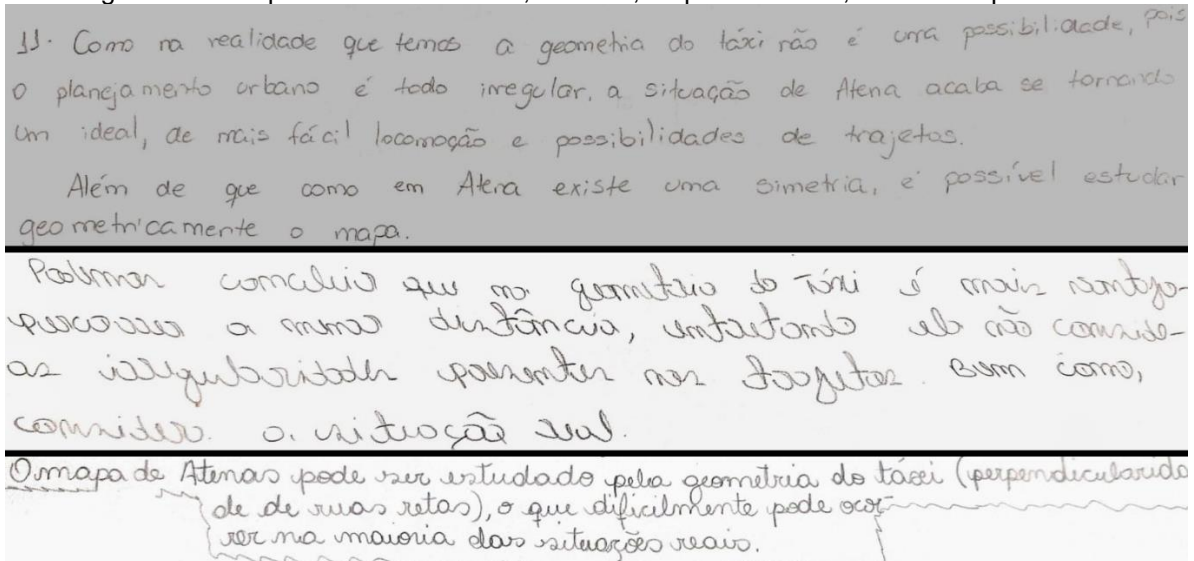 11. Como na realidade que temos a geometria do táxi não é uma possibilidade, pois
o planejamento urbano é todo irregular, a situação de Atena acaba se tornando
um ideal, de mais fácil locomoção e possibilidades de trajetos.
Além de que como em Atena existe uma simetria, é possível estudar
geometricamente o mapa.
Podemos concluir que na geometria do Táxi é mais vantajo-
percorrer a menor distância, entretanto ela não conside-
as irregularidades presentes nos trajetos. Bem como,
considera a situação real.
O mapa de Atenas pode ser estudado pela geometria do táxi (perpendicularida
de de ruas retas), o que dificilmente pode ocor-
rer na maioria das situações reais.